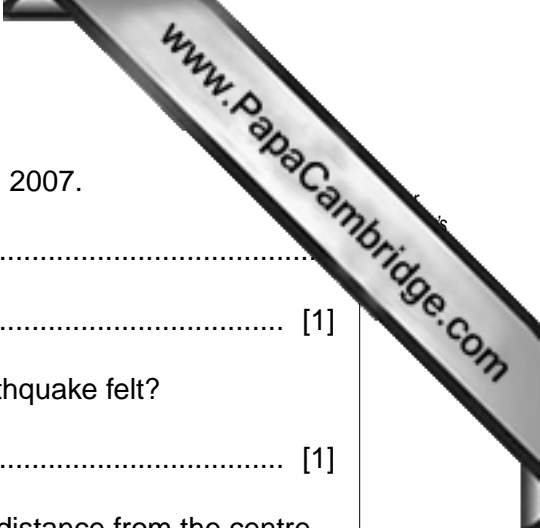 www.PapaCambridge.com
2007.
....................................................
.............................................. [1]
thquake felt?
.............................................. [1]
distance from the centre